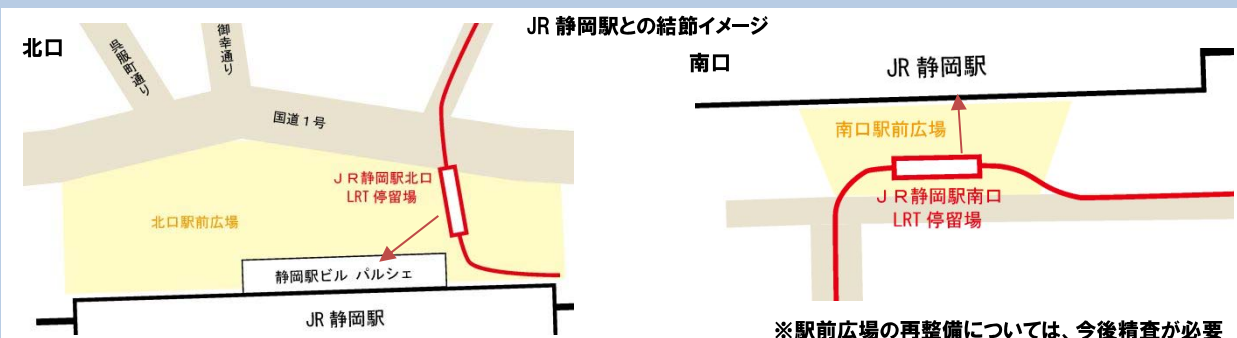 JR 静岡駅との結節イメージ
北口
呉服町通り
御幸通り
国道1号
JR静岡駅北口
LRT 停留場
北口駅前広場
静岡駅ビル パルシェ
JR 静岡駅
南口
JR 静岡駅
南口駅前広場
JR静岡駅南口
LRT 停留場
※駅前広場の再整備については、今後精査が必要